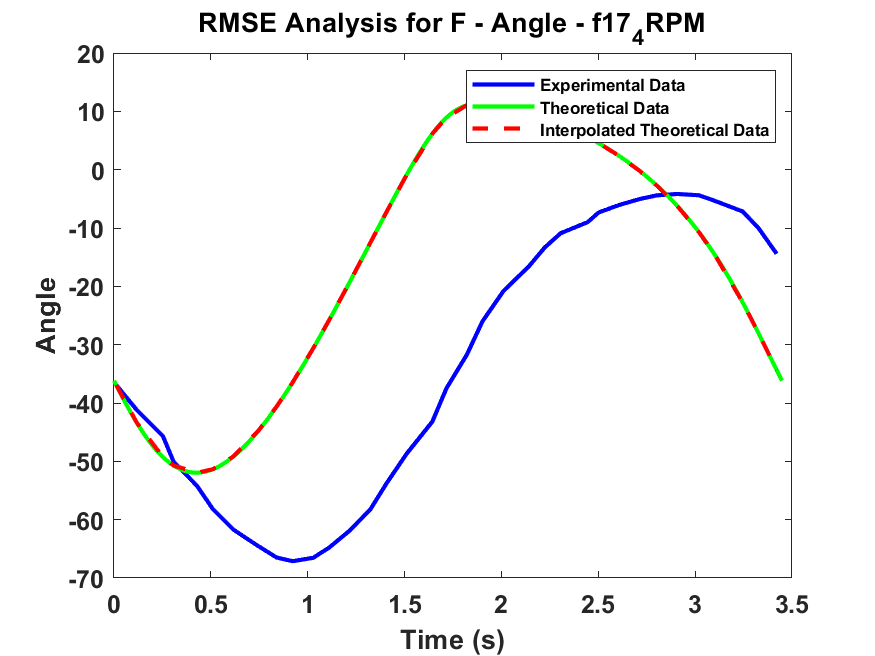 RMSE Analysis for F - Angle - f17₄RPM
20
10
0
-10
-20
-30
-40
-50
-60
-70
Angle
Experimental Data
Theoretical Data
Interpolated Theoretical Data
0 0.5 1 1.5 2 2.5 3 3.5
Time (s)